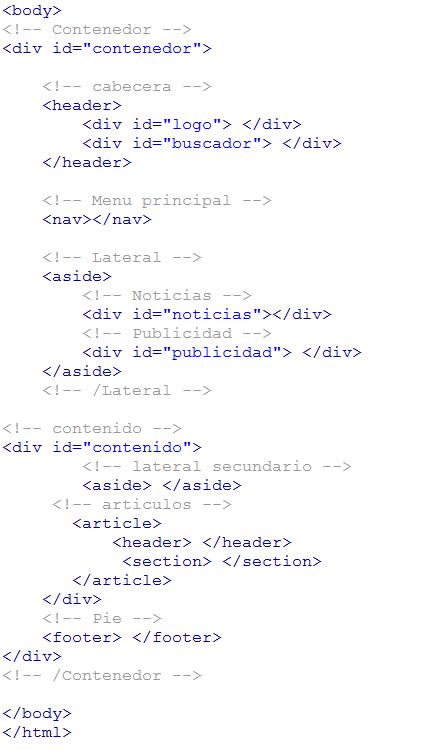 <body>
<!-- Contenedor -->
<div id="contenedor">
<!-- cabecera -->
<header>
<div id="logo"> </div>
<div id="buscador"> </div>
</header>
<!-- Menu principal -->
<nav></nav>
<!-- Lateral -->
<aside>
<!-- Noticias -->
<div id="noticias"></div>
<!-- Publicidad -->
<div id="publicidad"> </div>
</aside>
<!-- /Lateral -->
<!-- contenido -->
<div id="contenido">
<!-- lateral secundario -->
<aside> </aside>
<!-- articulos -->
<article>
<header> </header>
<section> </section>
</article>
</div>
<!-- Pie -->
<footer> </footer>
</div>
<!-- /Contenedor -->
</body>
</html>